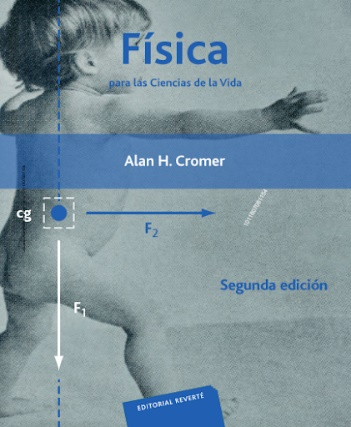 Física
para las Ciencias de la Vida
Alan H. Cromer
cg
F₂
Segunda edición
F₁
EDITORIAL REVERTÉ